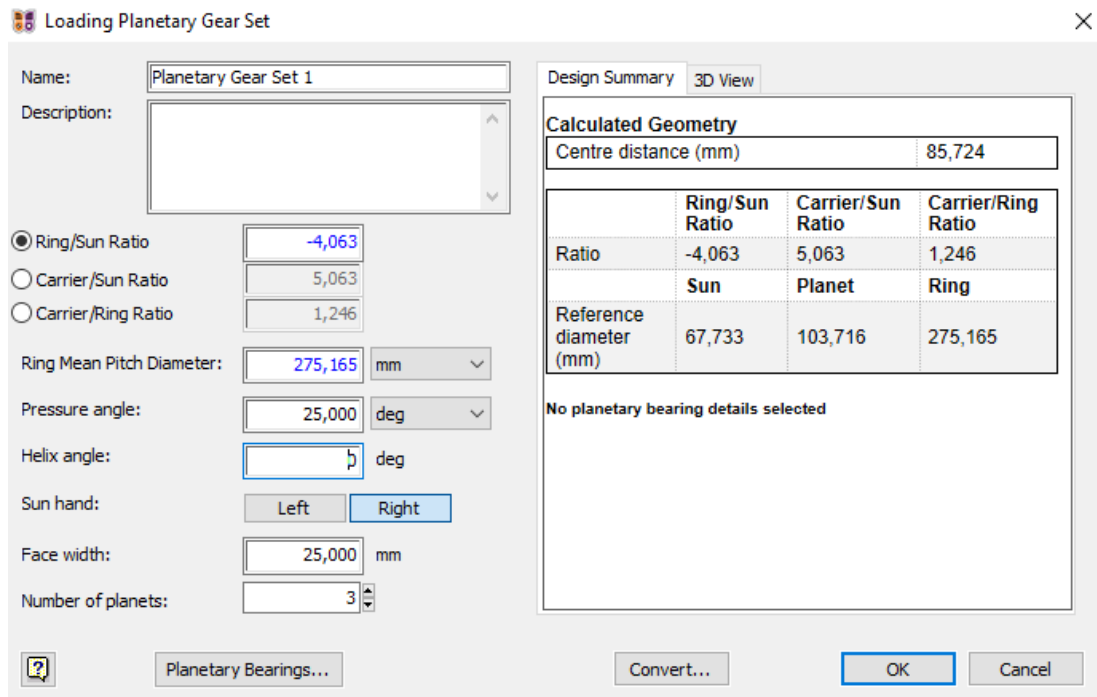 Loading Planetary Gear Set
Name: Planetary Gear Set 1
Description:
Ring/Sun Ratio -4,063
Carrier/Sun Ratio 5,063
Carrier/Ring Ratio 1,246
Ring Mean Pitch Diameter: 275,165 mm
Pressure angle: 25,000 deg
Helix angle: 0 deg
Sun hand: Left Right
Face width: 25,000 mm
Number of planets: 3
Planetary Bearings...
Design Summary 3D View
Calculated Geometry
Centre distance (mm) 85,724
Ring/Sun Ratio Carrier/Sun Ratio Carrier/Ring Ratio
Ratio -4,063 5,063 1,246
Sun Planet Ring
Reference diameter (mm) 67,733 103,716 275,165
No planetary bearing details selected
Convert... OK Cancel